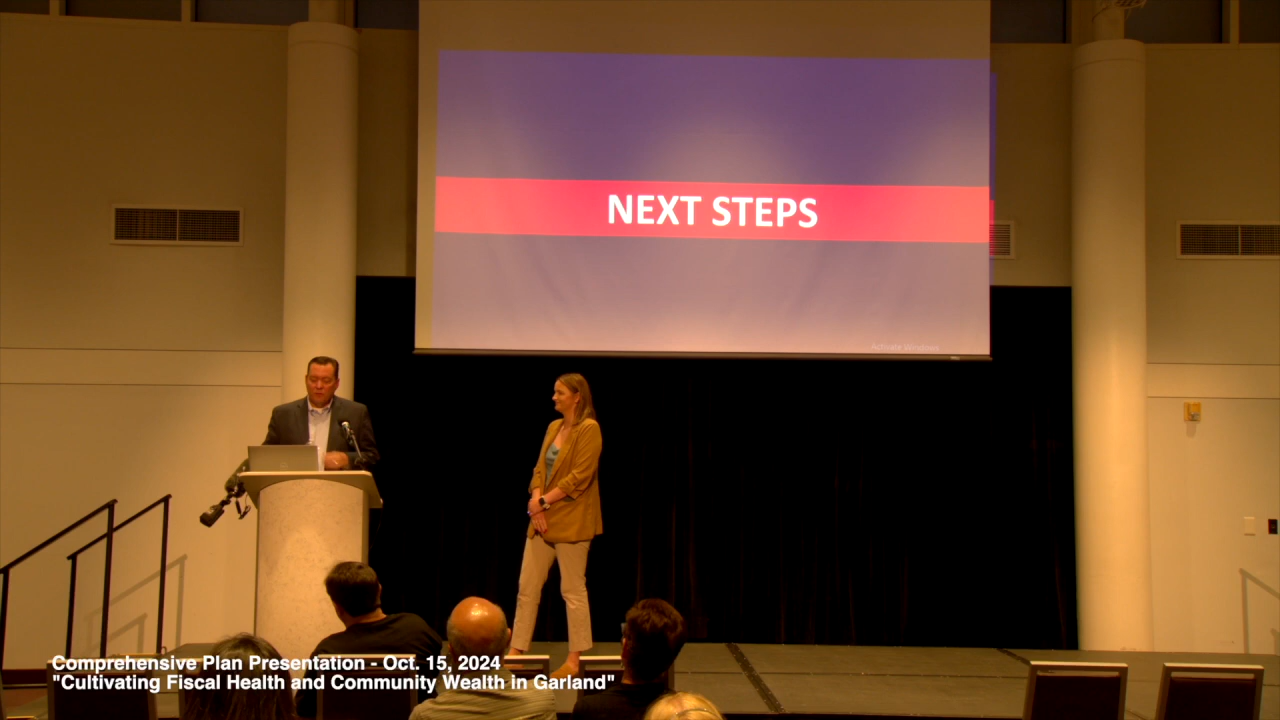 NEXT STEPS
Activate Windows
Comprehensive Plan Presentation - Oct. 15, 2024
"Cultivating Fiscal Health and Community Wealth in Garland"